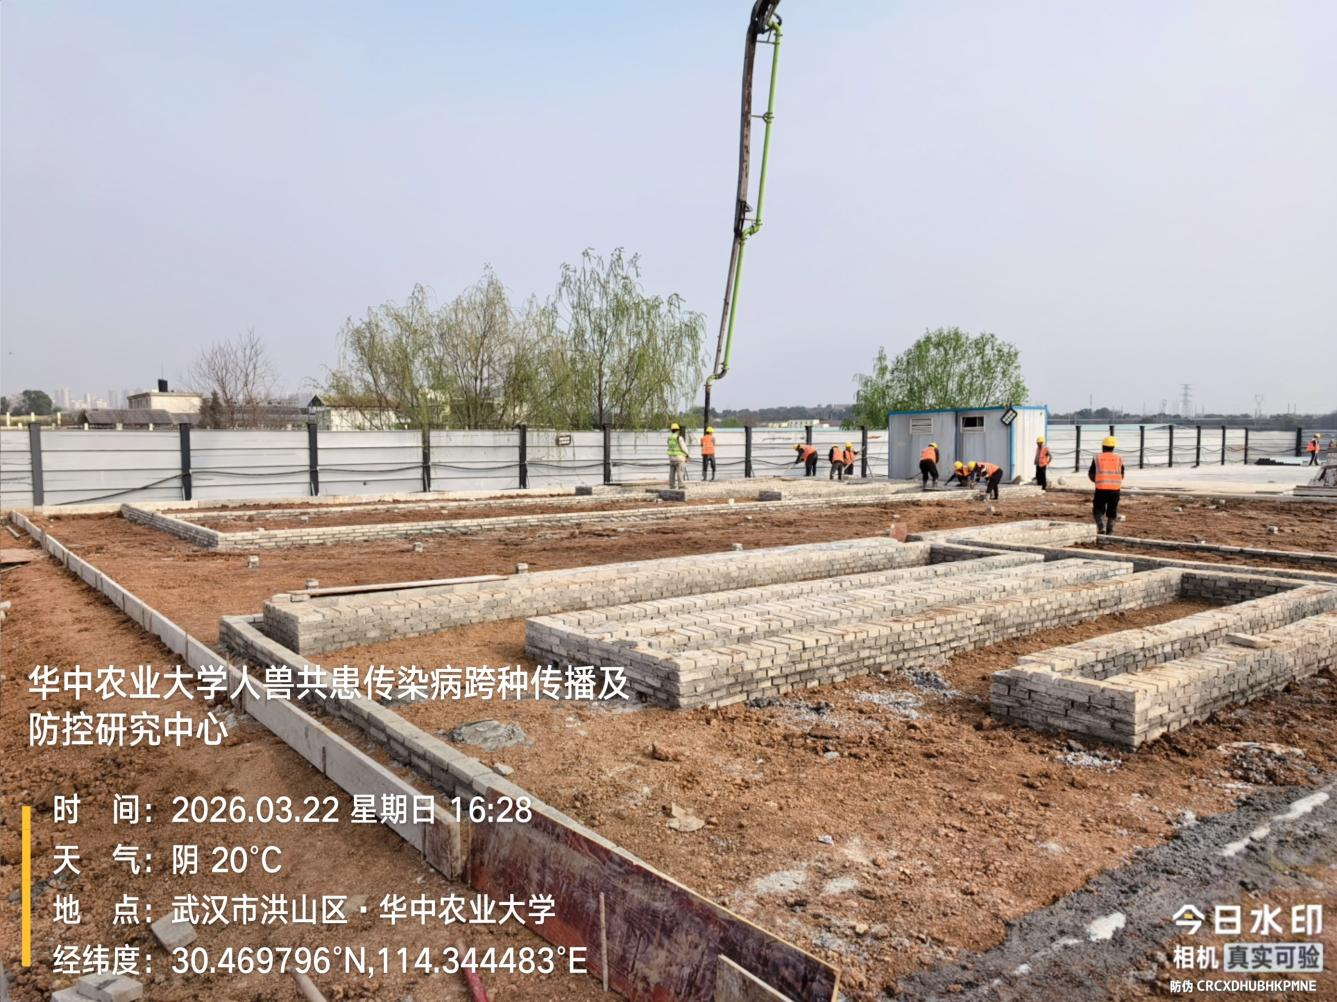 华中农业大学人兽共患传染病跨种传播及
防控研究中心
时 间：2026.03.22 星期日 16:28
天 气：阴 20°C
地 点：武汉市洪山区·华中农业大学
经纬度：30.469796°N,114.344483°E
今日水印
相机 真实可验
防伪 CRCXDHUBHKPMNE